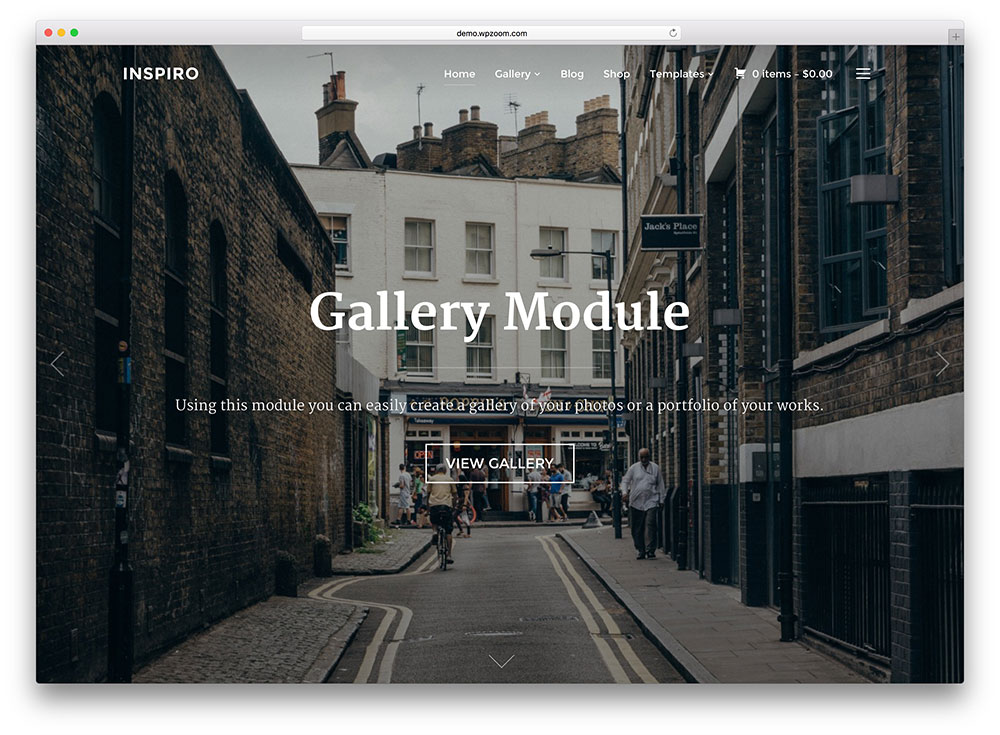 demo.wpzoom.com
INSPIRO
Home Gallery Blog Shop Templates 0 items - $0.00
Jack's Place
Gallery Module
Using this module you can easily create a gallery of your photos or a portfolio of your works.
OPEN
VIEW GALLERY